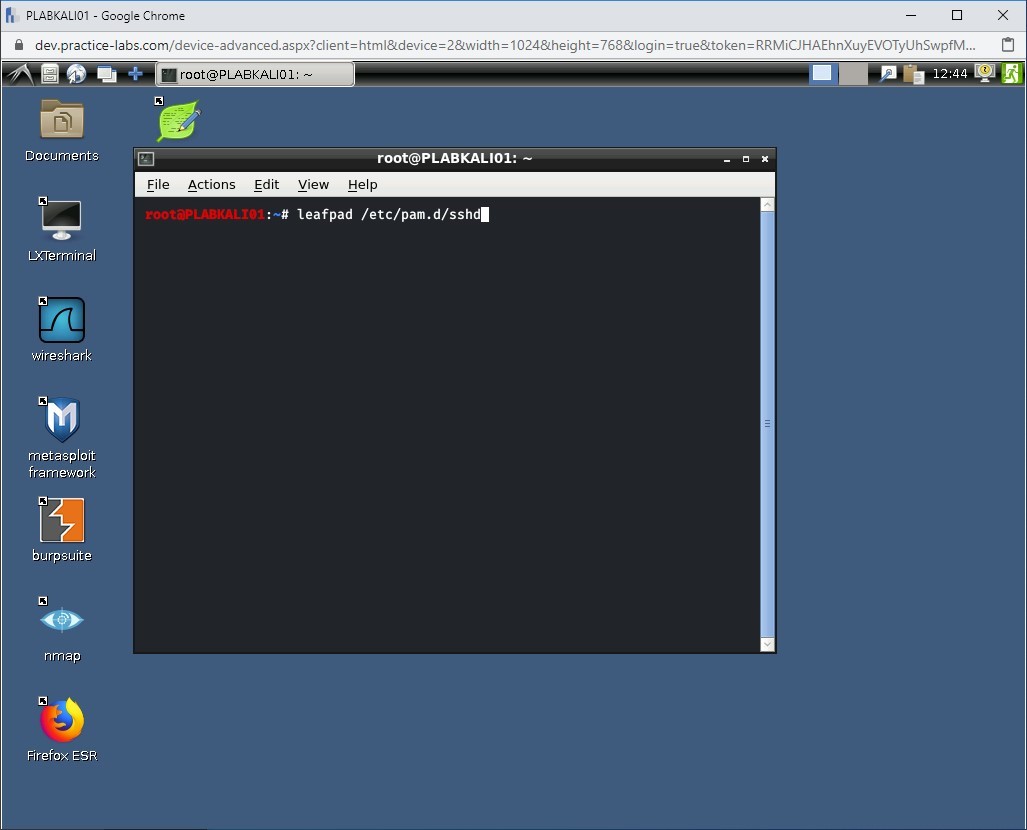 PLABKALI01 - Google Chrome
dev.practice-labs.com/device-advanced.aspx?client=html&device=2&width=1024&height=768&login=true&token=RRMiCJHAEhnXuyEVOTyUhSwpfM...
root@PLABKALI01: ~
12:44
Documents
LXTerminal
wireshark
metasploit
framework
burpsuite
nmap
Firefox ESR
root@PLABKALI01: ~
File Actions Edit View Help
root@PLABKALI01:~# leafpad /etc/pam.d/sshd